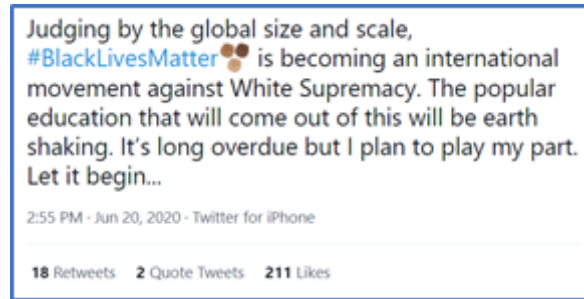 Judging by the global size and scale,
#BlackLivesMatter✊🏿✊🏾✊🏽 is becoming an international
movement against White Supremacy. The popular
education that will come out of this will be earth
shaking. It's long overdue but I plan to play my part.
Let it begin...
2:55 PM · Jun 20, 2020 · Twitter for iPhone
18 Retweets 2 Quote Tweets 211 Likes